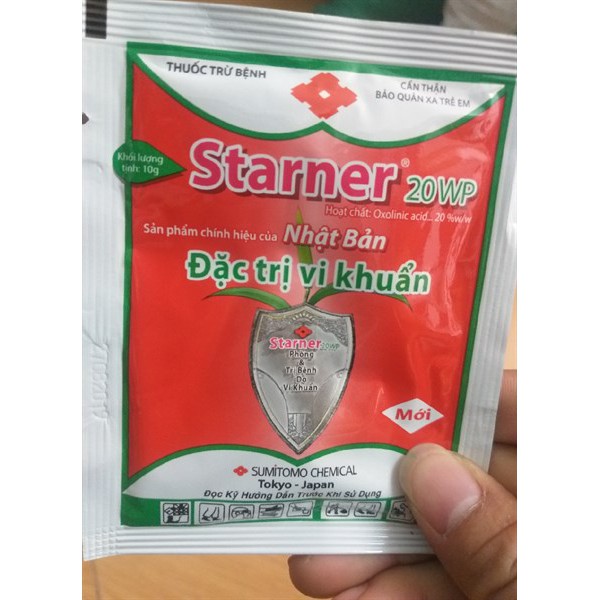 THUỐC TRỪ BỆNH
CẨN THẬN
BẢO QUẢN XA TRẺ EM
Khối lượng
tịnh: 10g
Starner® 20WP
Hoạt chất: Oxolinic acid... 20 %w/w
Sản phẩm chính hiệu của Nhật Bản
Đặc trị vi khuẩn
Starner 20WP
Phòng
&
Trị Bệnh
Do
Vi Khuẩn
Mới
SUMITOMO CHEMICAL
Tokyo - Japan
Đọc Kỹ Hướng Dẫn Trước Khi Sử Dụng